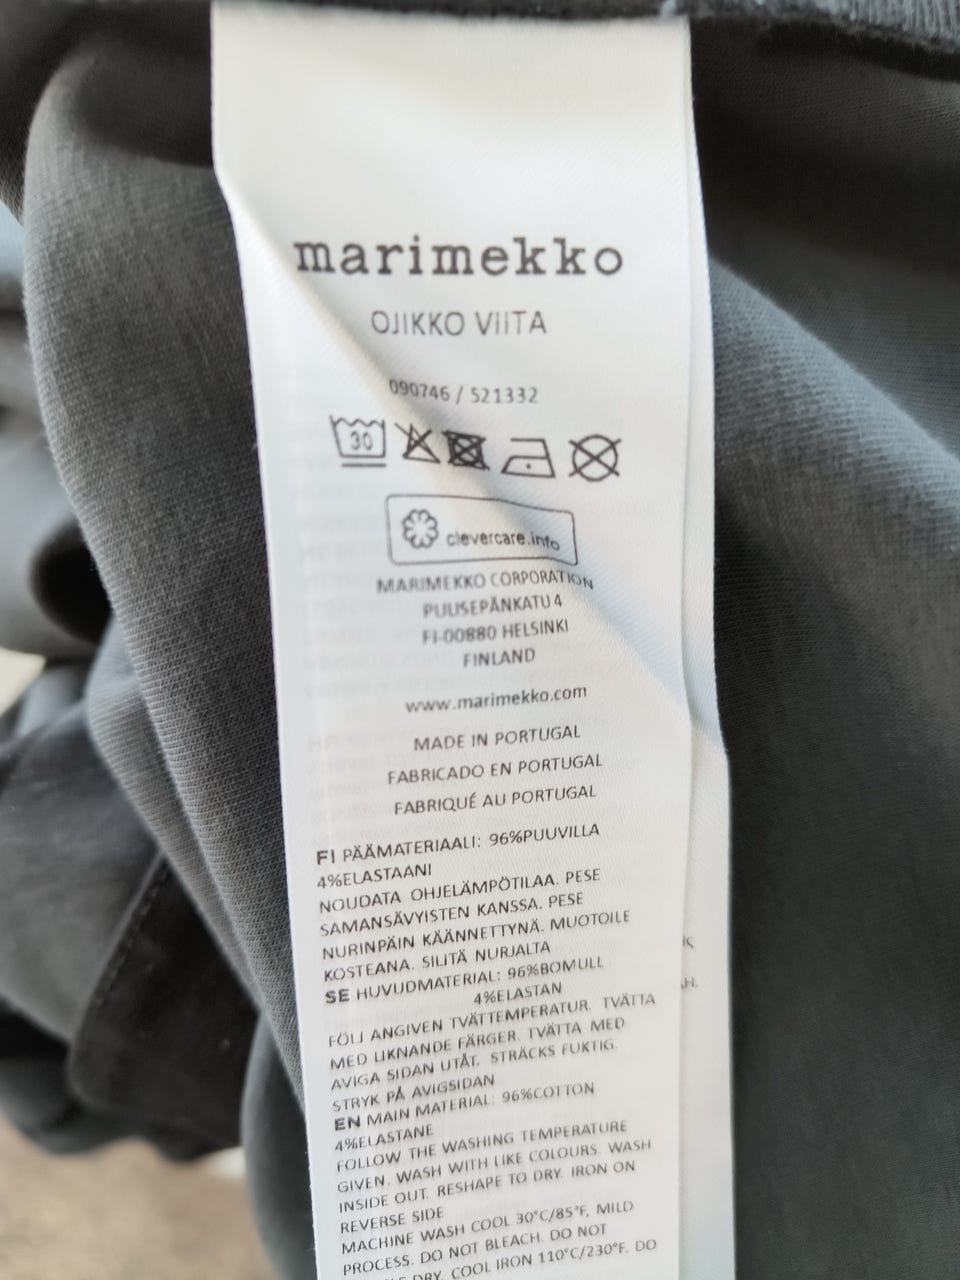 marimekko
OJIKKO VIITA
090746 / 521332
30
clevercare.info
MARIMEKKO CORPORATION
PUUSEPÄNKATU 4
FI-00880 HELSINKI
FINLAND
www.marimekko.com
MADE IN PORTUGAL
FABRICADO EN PORTUGAL
FABRIQUÉ AU PORTUGAL
FI PÄÄMATERIAALI: 96%PUUVILLA
4%ELASTAANI
NOUDATA OHJELÄMPÖTILAA. PESE
SAMANSÄVYISTEN KANSSA. PESE
NURINPÄIN KÄÄNNETTYNÄ. MUOTOILE
KOSTEANA. SILITÄ NURJALTA
SE HUVUDMATERIAL: 96%BOMULL
4%ELASTAN
FÖLJ ANGIVEN TVÄTTEMPERATUR. TVÄTTA
MED LIKNANDE FÄRGER. TVÄTTA MED
AVIGA SIDAN UTÅT. STRÄCKS FUKTIG.
STRYK PÅ AVIGSIDAN
EN MAIN MATERIAL: 96%COTTON
4%ELASTANE
FOLLOW THE WASHING TEMPERATURE
GIVEN. WASH WITH LIKE COLOURS. WASH
INSIDE OUT. RESHAPE TO DRY. IRON ON
REVERSE SIDE
MACHINE WASH COOL 30°C/85°F, MILD
PROCESS. DO NOT BLEACH. DO NOT
DRY. COOL IRON 110°C/230°F. DO